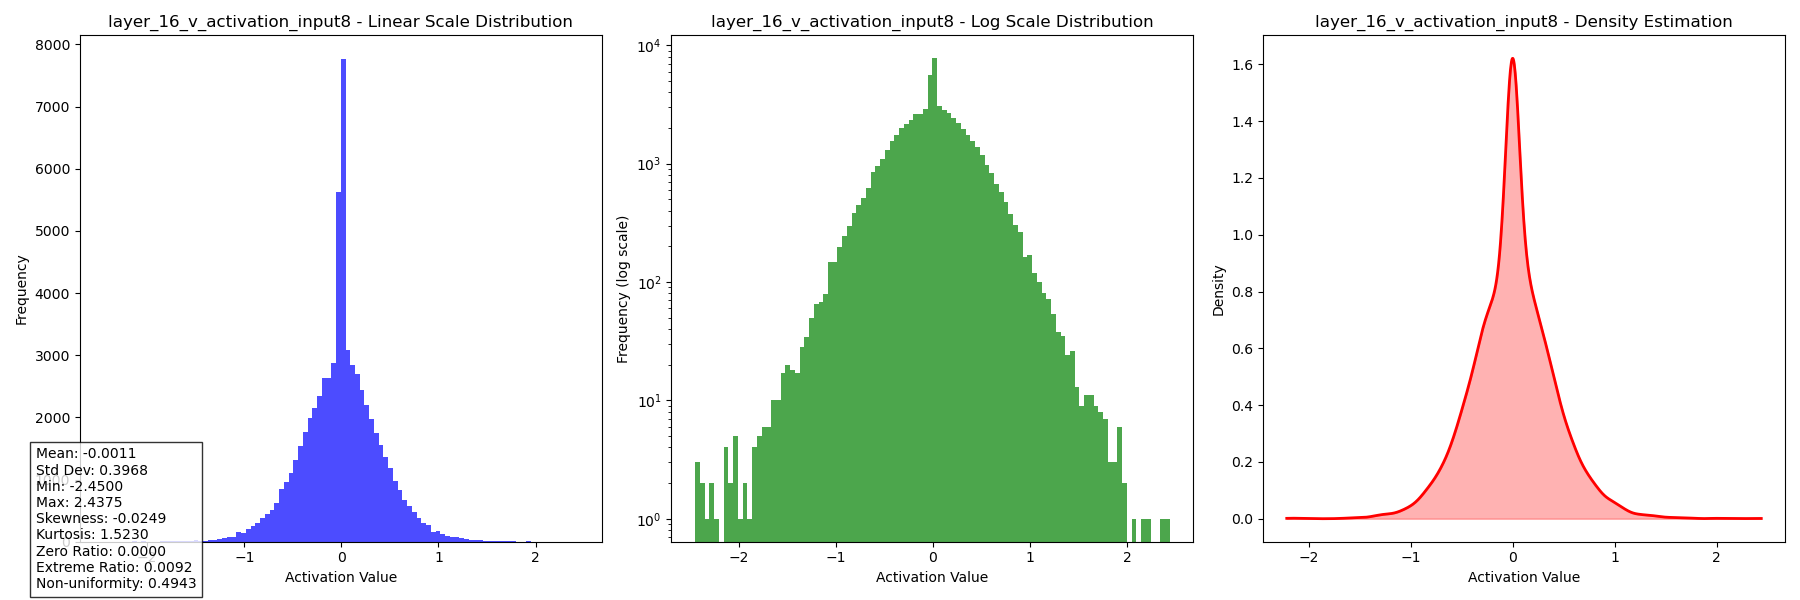 layer_16_v_activation_input8 - Linear Scale Distribution
8000
7000
6000
5000
4000
3000
2000
1000
0
Frequency
−1
0
1
2
Activation Value
Mean: -0.0011
Std Dev: 0.3968
Min: -2.4500
Max: 2.4375
Skewness: -0.0249
Kurtosis: 1.5230
Zero Ratio: 0.0000
Extreme Ratio: 0.0092
Non-uniformity: 0.4943
layer_16_v_activation_input8 - Log Scale Distribution
10⁴
10³
10²
10¹
10⁰
Frequency (log scale)
−2
−1
0
1
2
Activation Value
layer_16_v_activation_input8 - Density Estimation
1.6
1.4
1.2
1.0
0.8
0.6
0.4
0.2
0.0
Density
−2
−1
0
1
2
Activation Value